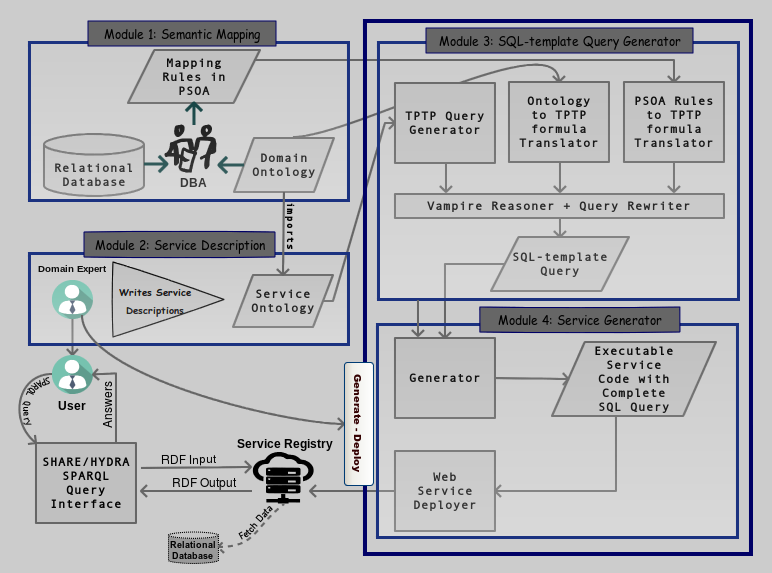 Module 1: Semantic Mapping
Mapping
Rules in
PSOA
Relational
Database
DBA
Domain
Ontology
imports
Module 2: Service Description
Domain Expert
Writes Service
Descriptions
Service
Ontology
Module 3: SQL-template Query Generator
TPTP Query
Generator
Ontology
to TPTP
formula
Translator
PSOA Rules
to TPTP
formula
Translator
Vampire Reasoner + Query Rewriter
SQL-template
Query
Module 4: Service Generator
Generator
Executable
Service
Code with
Complete
SQL Query
Web
Service
Deployer
Generate - Deploy
User
SPARQL Query
Answers
SHARE/HYDRA
SPARQL
Query
Interface
RDF Input
RDF Output
Service Registry
Fetch Data
Relational
Database